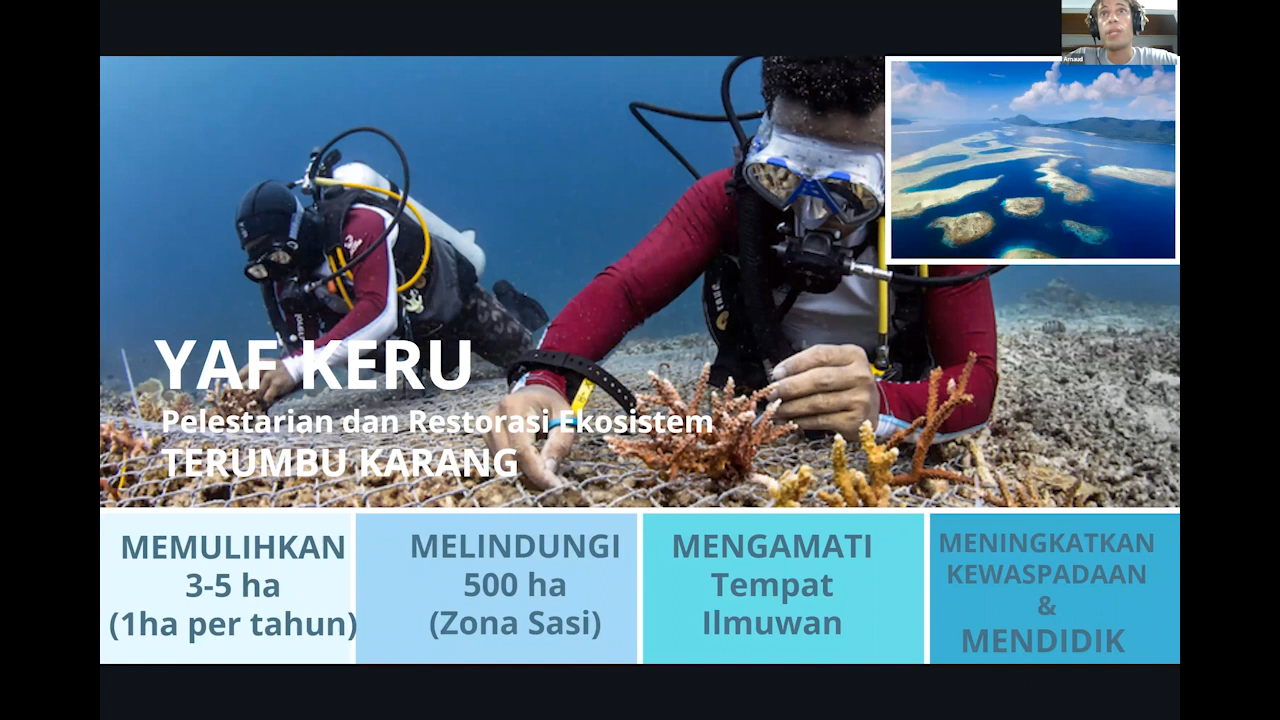 Arnaud
YAF KERU
Pelestarian dan Restorasi Ekosistem
TERUMBU KARANG
MEMULIHKAN
3-5 ha
(1ha per tahun)
MELINDUNGI
500 ha
(Zona Sasi)
MENGAMATI
Tempat
Ilmuwan
MENINGKATKAN
KEWASPADAAN
&
MENDIDIK